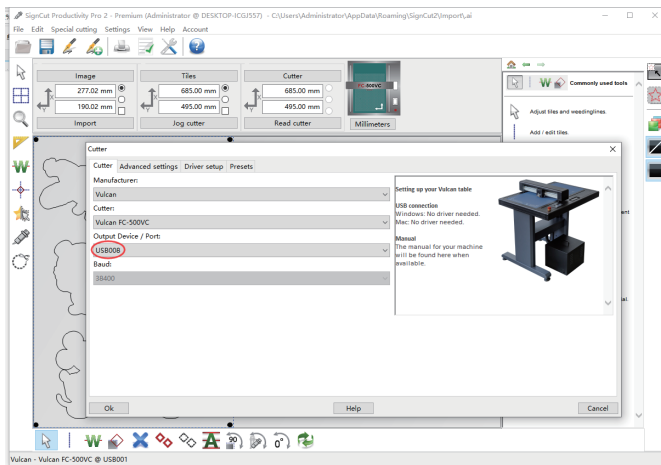 SignCut Productivity Pro 2 - Premium (Administrator @ DESKTOP-ICGJ557) - C:\Users\Administrator\AppData\Roaming\SignCut2\Import\.ai
File Edit Special cutting Settings View Help Account
Image
X
277.02 mm
Y
190.02 mm
Import
Tiles
X
685.00 mm
Y
495.00 mm
Jog cutter
Cutter
X
685.00 mm
Y
495.00 mm
Read cutter
FC-500VC
Millimeters
Commonly used tools
Adjust tiles and weedinglines.
Add / edit tiles.
Cutter
Cutter Advanced settings Driver setup Presets
Manufacturer:
Vulcan
Cutter:
Vulcan FC-500VC
Output Device / Port:
USB008
Baud:
38400
Setting up your Vulcan table
USB connection
Windows: No driver needed.
Mac: No driver needed.
Manual
The manual for your machine
will be found here when
available.
Ok
Help
Cancel
90
0°
Vulcan - Vulcan FC-500VC @ USB001